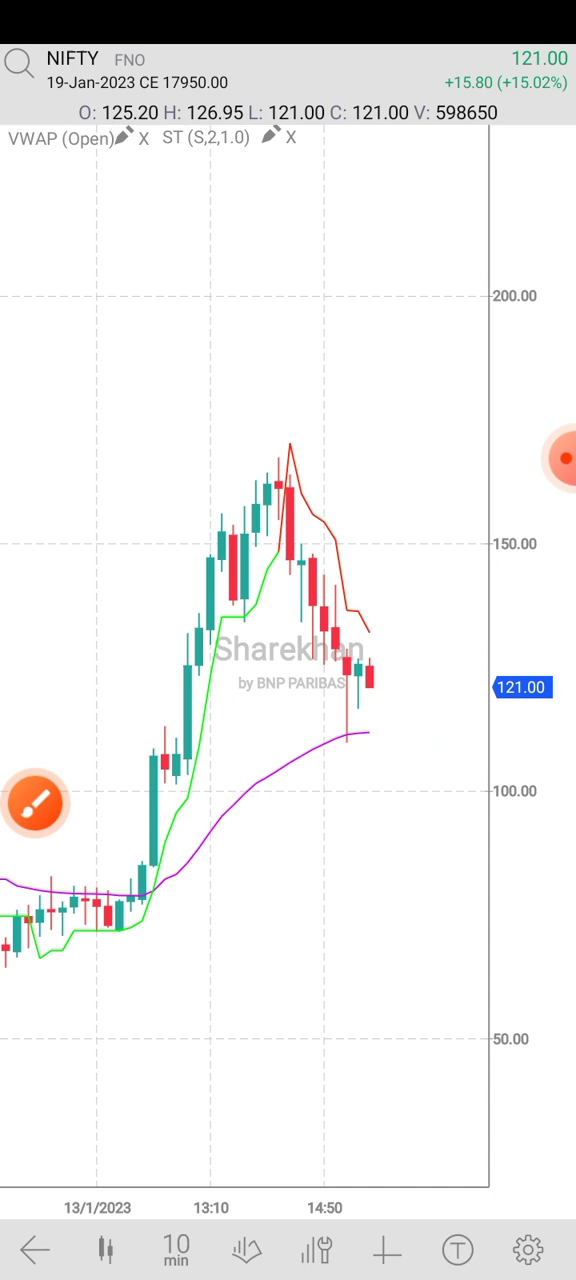 NIFTY FNO 121.00
19-Jan-2023 CE 17950.00 +15.80 (+15.02%)
O: 125.20 H: 126.95 L: 121.00 C: 121.00 V: 598650
VWAP (Open) X ST (S,2,1.0) X
200.00
150.00
Sharekhan
by BNP PARIBAS
121.00
100.00
50.00
13/1/2023 13:10 14:50
10
min
T